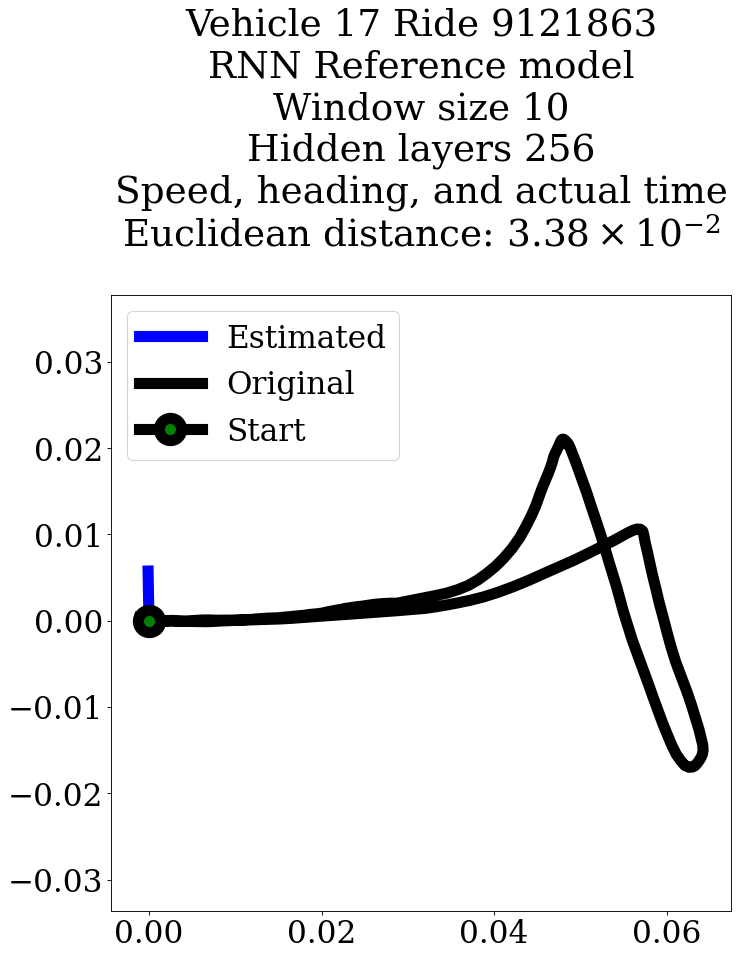 Vehicle 17 Ride 9121863
RNN Reference model
Window size 10
Hidden layers 256
Speed, heading, and actual time
Euclidean distance: 3.38 × 10⁻²
Estimated
Original
Start
0.03
0.02
0.01
0.00
−0.01
−0.02
−0.03
0.00 0.02 0.04 0.06